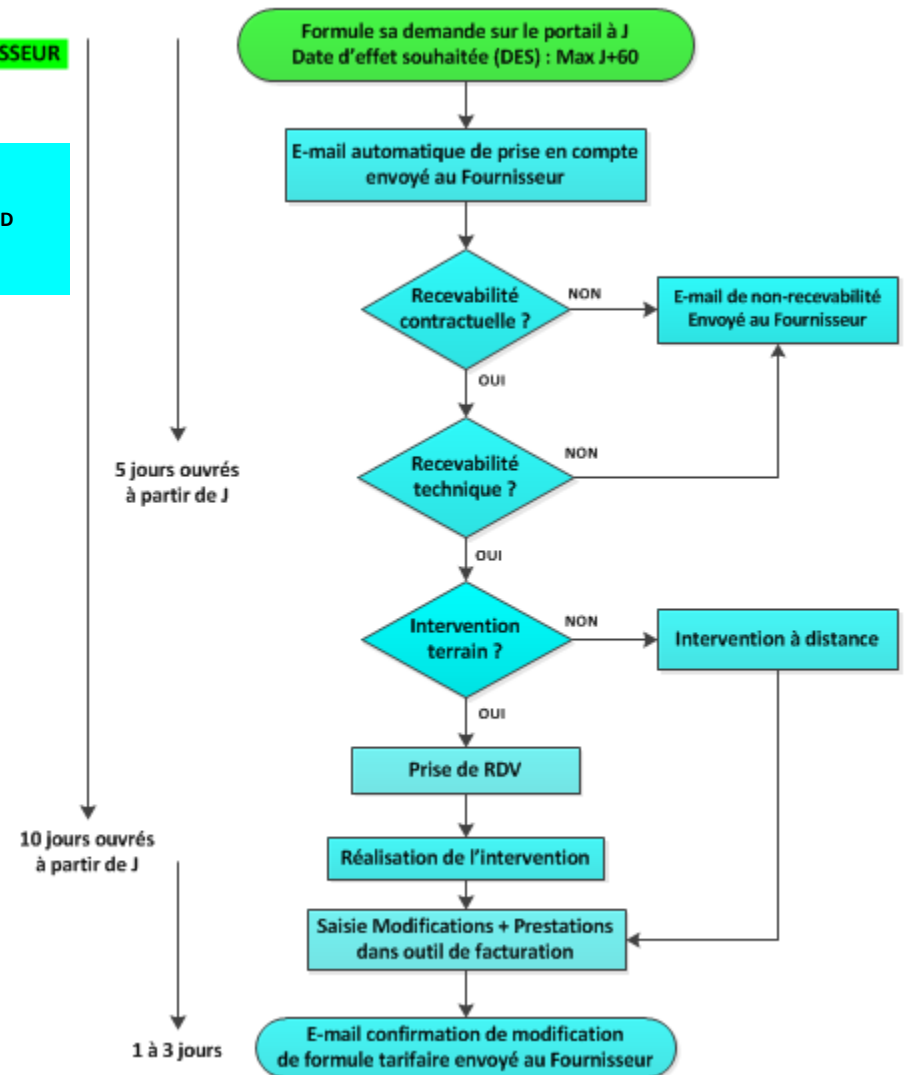 SSEUR
D
Formule sa demande sur le portail à J
Date d'effet souhaitée (DES) : Max J+60
E-mail automatique de prise en compte
envoyé au Fournisseur
Recevabilité
contractuelle ?
NON
E-mail de non-recevabilité
Envoyé au Fournisseur
OUI
5 jours ouvrés
à partir de J
Recevabilité
technique ?
NON
OUI
Intervention
terrain ?
NON
Intervention à distance
OUI
Prise de RDV
10 jours ouvrés
à partir de J
Réalisation de l'intervention
Saisie Modifications + Prestations
dans outil de facturation
1 à 3 jours
E-mail confirmation de modification
de formule tarifaire envoyé au Fournisseur